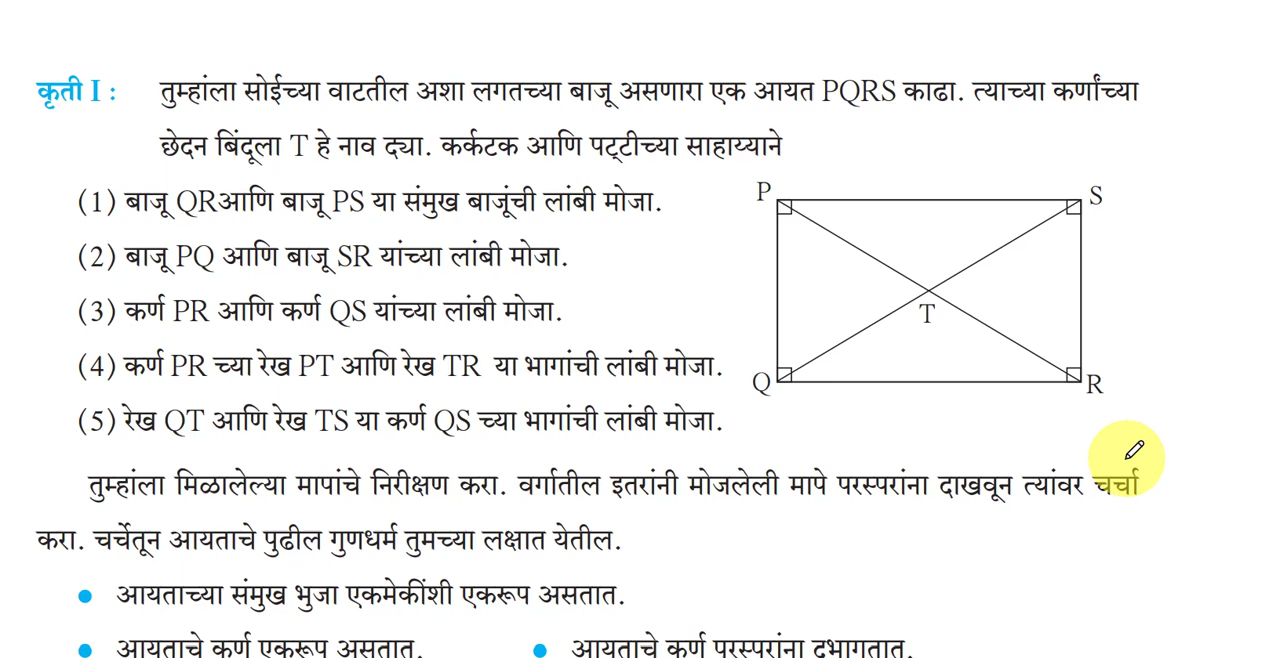 कृती I : तुम्हांला सोईच्या वाटतील अशा लगतच्या बाजू असणारा एक आयत PQRS काढा. त्याच्या कर्णांच्या
छेदन बिंदूला T हे नाव द्या. कर्कटक आणि पट्टीच्या साहाय्याने
(1) बाजू QRआणि बाजू PS या संमुख बाजूंची लांबी मोजा.
(2) बाजू PQ आणि बाजू SR यांच्या लांबी मोजा.
(3) कर्ण PR आणि कर्ण QS यांच्या लांबी मोजा.
(4) कर्ण PR च्या रेख PT आणि रेख TR या भागांची लांबी मोजा.
(5) रेख QT आणि रेख TS या कर्ण QS च्या भागांची लांबी मोजा.
P S
T
Q R
तुम्हांला मिळालेल्या मापांचे निरीक्षण करा. वर्गातील इतरांनी मोजलेली मापे परस्परांना दाखवून त्यांवर चर्चा
करा. चर्चेतून आयताचे पुढील गुणधर्म तुमच्या लक्षात येतील.
• आयताच्या संमुख भुजा एकमेकींशी एकरूप असतात.
• आयताचे कर्ण एकरूप असतात. • आयताचे कर्ण परस्परांना दुभागतात.